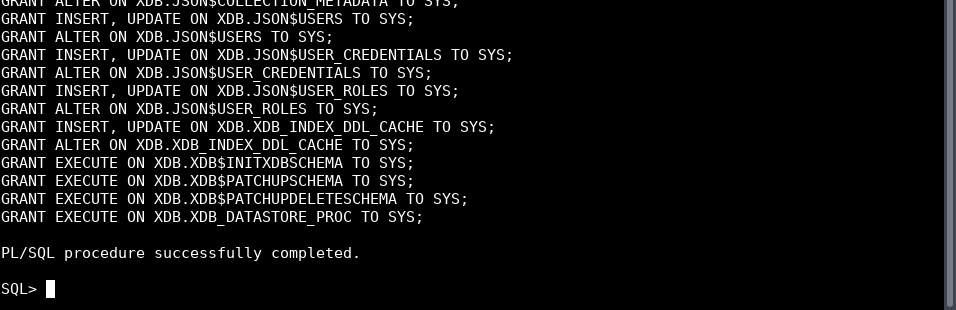 GRANT ALTER ON XDB.JSON$COLLECTION_METADATA TO SYS;
GRANT INSERT, UPDATE ON XDB.JSON$USERS TO SYS;
GRANT ALTER ON XDB.JSON$USERS TO SYS;
GRANT INSERT, UPDATE ON XDB.JSON$USER_CREDENTIALS TO SYS;
GRANT ALTER ON XDB.JSON$USER_CREDENTIALS TO SYS;
GRANT INSERT, UPDATE ON XDB.JSON$USER_ROLES TO SYS;
GRANT ALTER ON XDB.JSON$USER_ROLES TO SYS;
GRANT INSERT, UPDATE ON XDB.XDB_INDEX_DDL_CACHE TO SYS;
GRANT ALTER ON XDB.XDB_INDEX_DDL_CACHE TO SYS;
GRANT EXECUTE ON XDB.XDB$INITXDBSCHEMA TO SYS;
GRANT EXECUTE ON XDB.XDB$PATCHUPSCHEMA TO SYS;
GRANT EXECUTE ON XDB.XDB$PATCHUPDELETESCHEMA TO SYS;
GRANT EXECUTE ON XDB.XDB_DATASTORE_PROC TO SYS;
PL/SQL procedure successfully completed.
SQL>